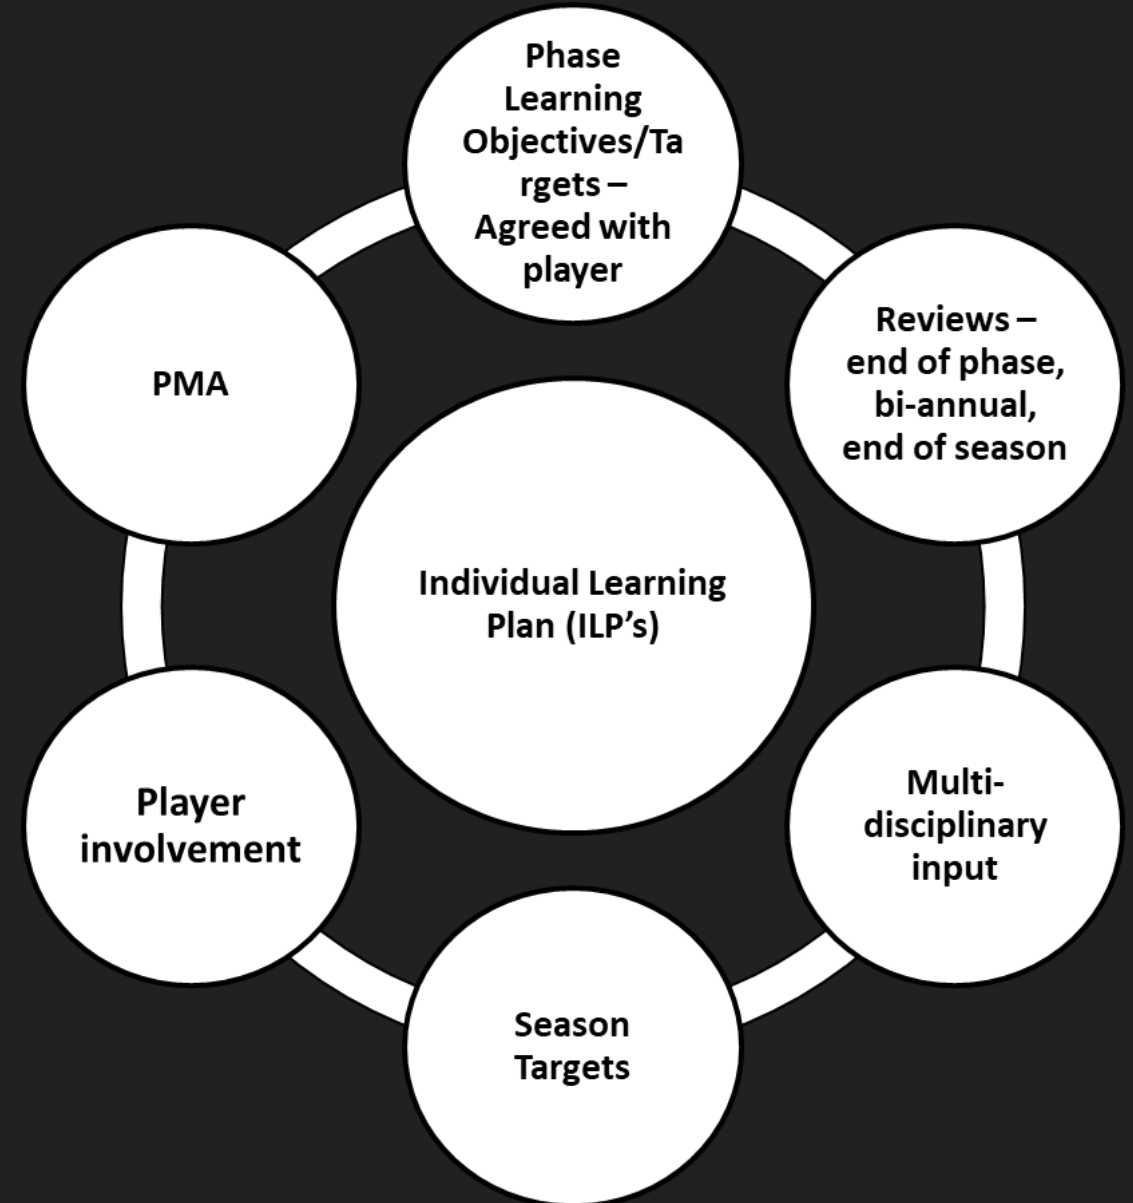 Phase
Learning
Objectives/Ta
rgets –
Agreed with
player
Reviews –
end of phase,
bi-annual,
end of season
Multi-
disciplinary
input
Season
Targets
Player
involvement
PMA
Individual Learning
Plan (ILP’s)